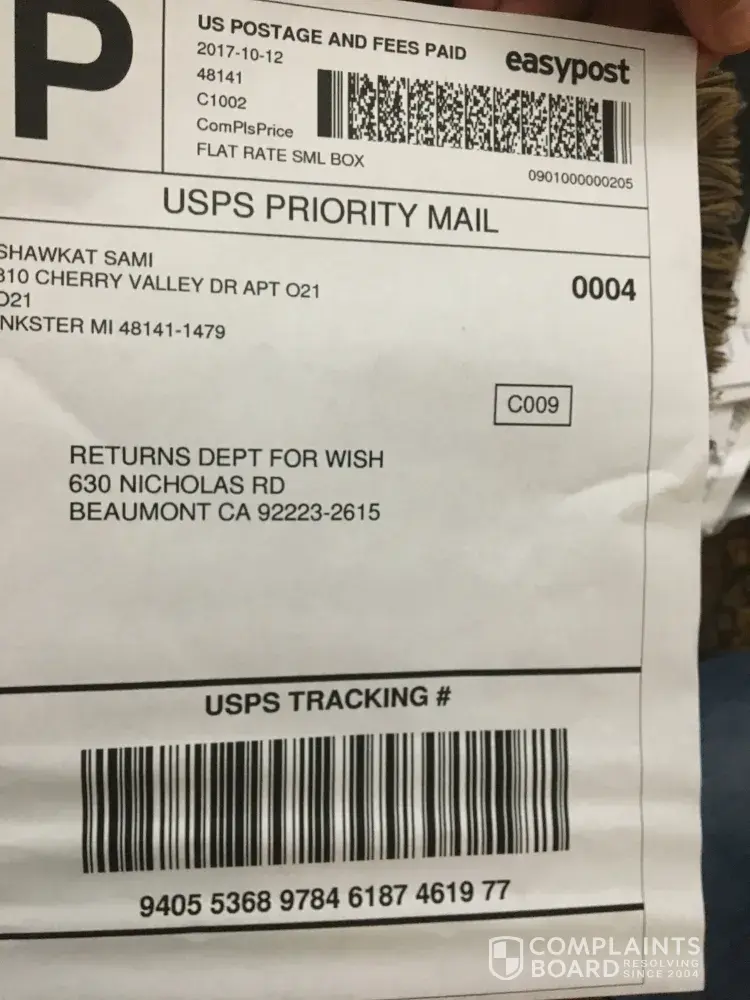 P
US POSTAGE AND FEES PAID
2017-10-12
48141
C1002
ComPlsPrice
FLAT RATE SML BOX
easypost
0901000000205
USPS PRIORITY MAIL
SHAWKAT SAMI
310 CHERRY VALLEY DR APT O21
O21
NKSTER MI 48141-1479
0004
C009
RETURNS DEPT FOR WISH
630 NICHOLAS RD
BEAUMONT CA 92223-2615
USPS TRACKING #
9405 5368 9784 6187 4619 77
COMPLAINTS
BOARD RESOLVING SINCE 2004